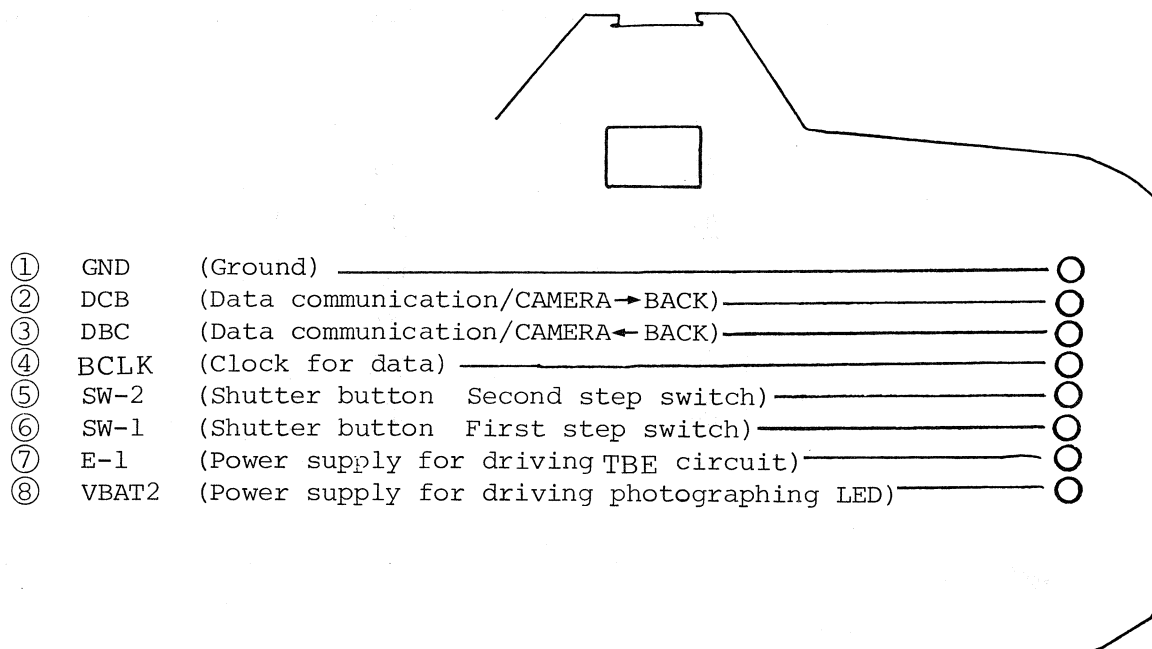 ① GND (Ground)
② DCB (Data communication/CAMERA→BACK)
③ DBC (Data communication/CAMERA←BACK)
④ BCLK (Clock for data)
⑤ SW-2 (Shutter button Second step switch)
⑥ SW-1 (Shutter button First step switch)
⑦ E-1 (Power supply for driving TBE circuit)
⑧ VBAT2 (Power supply for driving photographing LED)